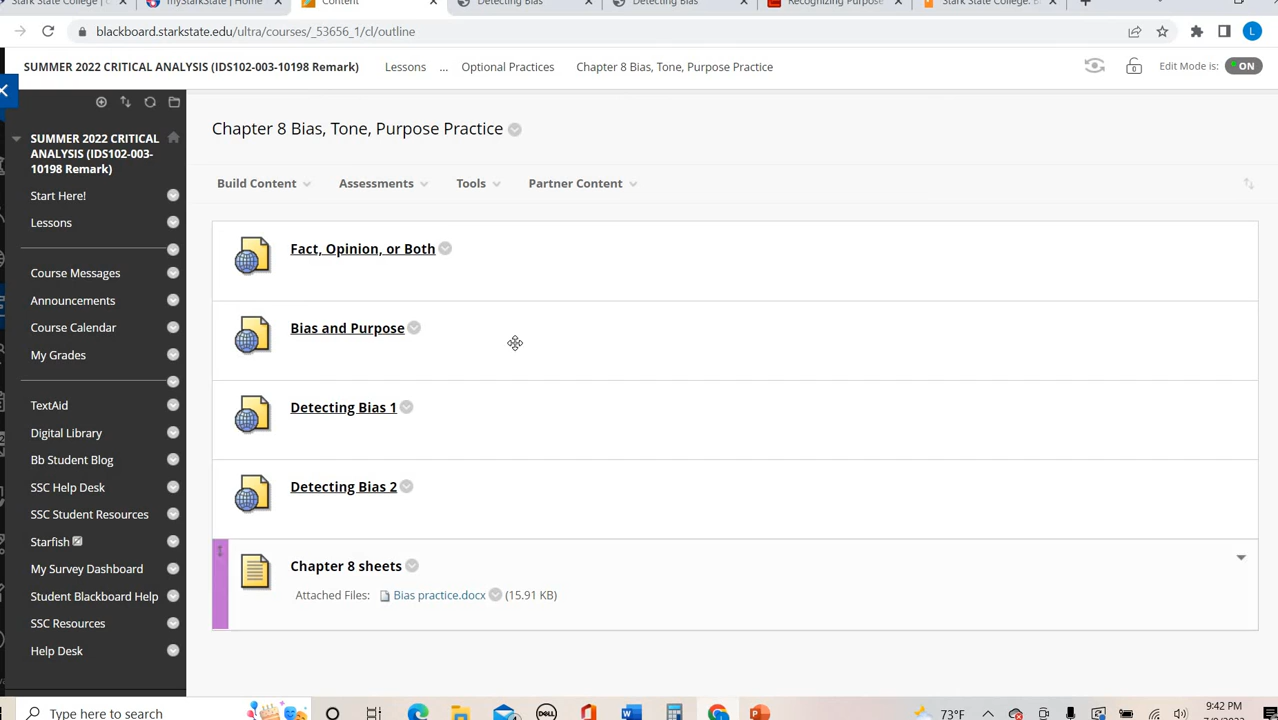 Stark State College | C
myStarkState | Home
Content
Detecting Bias
Detecting Bias
Recognizing Purpose
Stark State College: B
blackboard.starkstate.edu/ultra/courses/_53656_1/cl/outline
L
SUMMER 2022 CRITICAL ANALYSIS (IDS102-003-10198 Remark)
Lessons
...
Optional Practices
Chapter 8 Bias, Tone, Purpose Practice
Edit Mode is:
ON
SUMMER 2022 CRITICAL
ANALYSIS (IDS102-003-
10198 Remark)
Start Here!
Lessons
Course Messages
Announcements
Course Calendar
My Grades
TextAid
Digital Library
Bb Student Blog
SSC Help Desk
SSC Student Resources
Starfish
My Survey Dashboard
Student Blackboard Help
SSC Resources
Help Desk
Chapter 8 Bias, Tone, Purpose Practice
Build Content
Assessments
Tools
Partner Content
Fact, Opinion, or Both
Bias and Purpose
Detecting Bias 1
Detecting Bias 2
Chapter 8 sheets
Attached Files: Bias practice.docx (15.91 KB)
Type here to search
73°F
9:42 PM